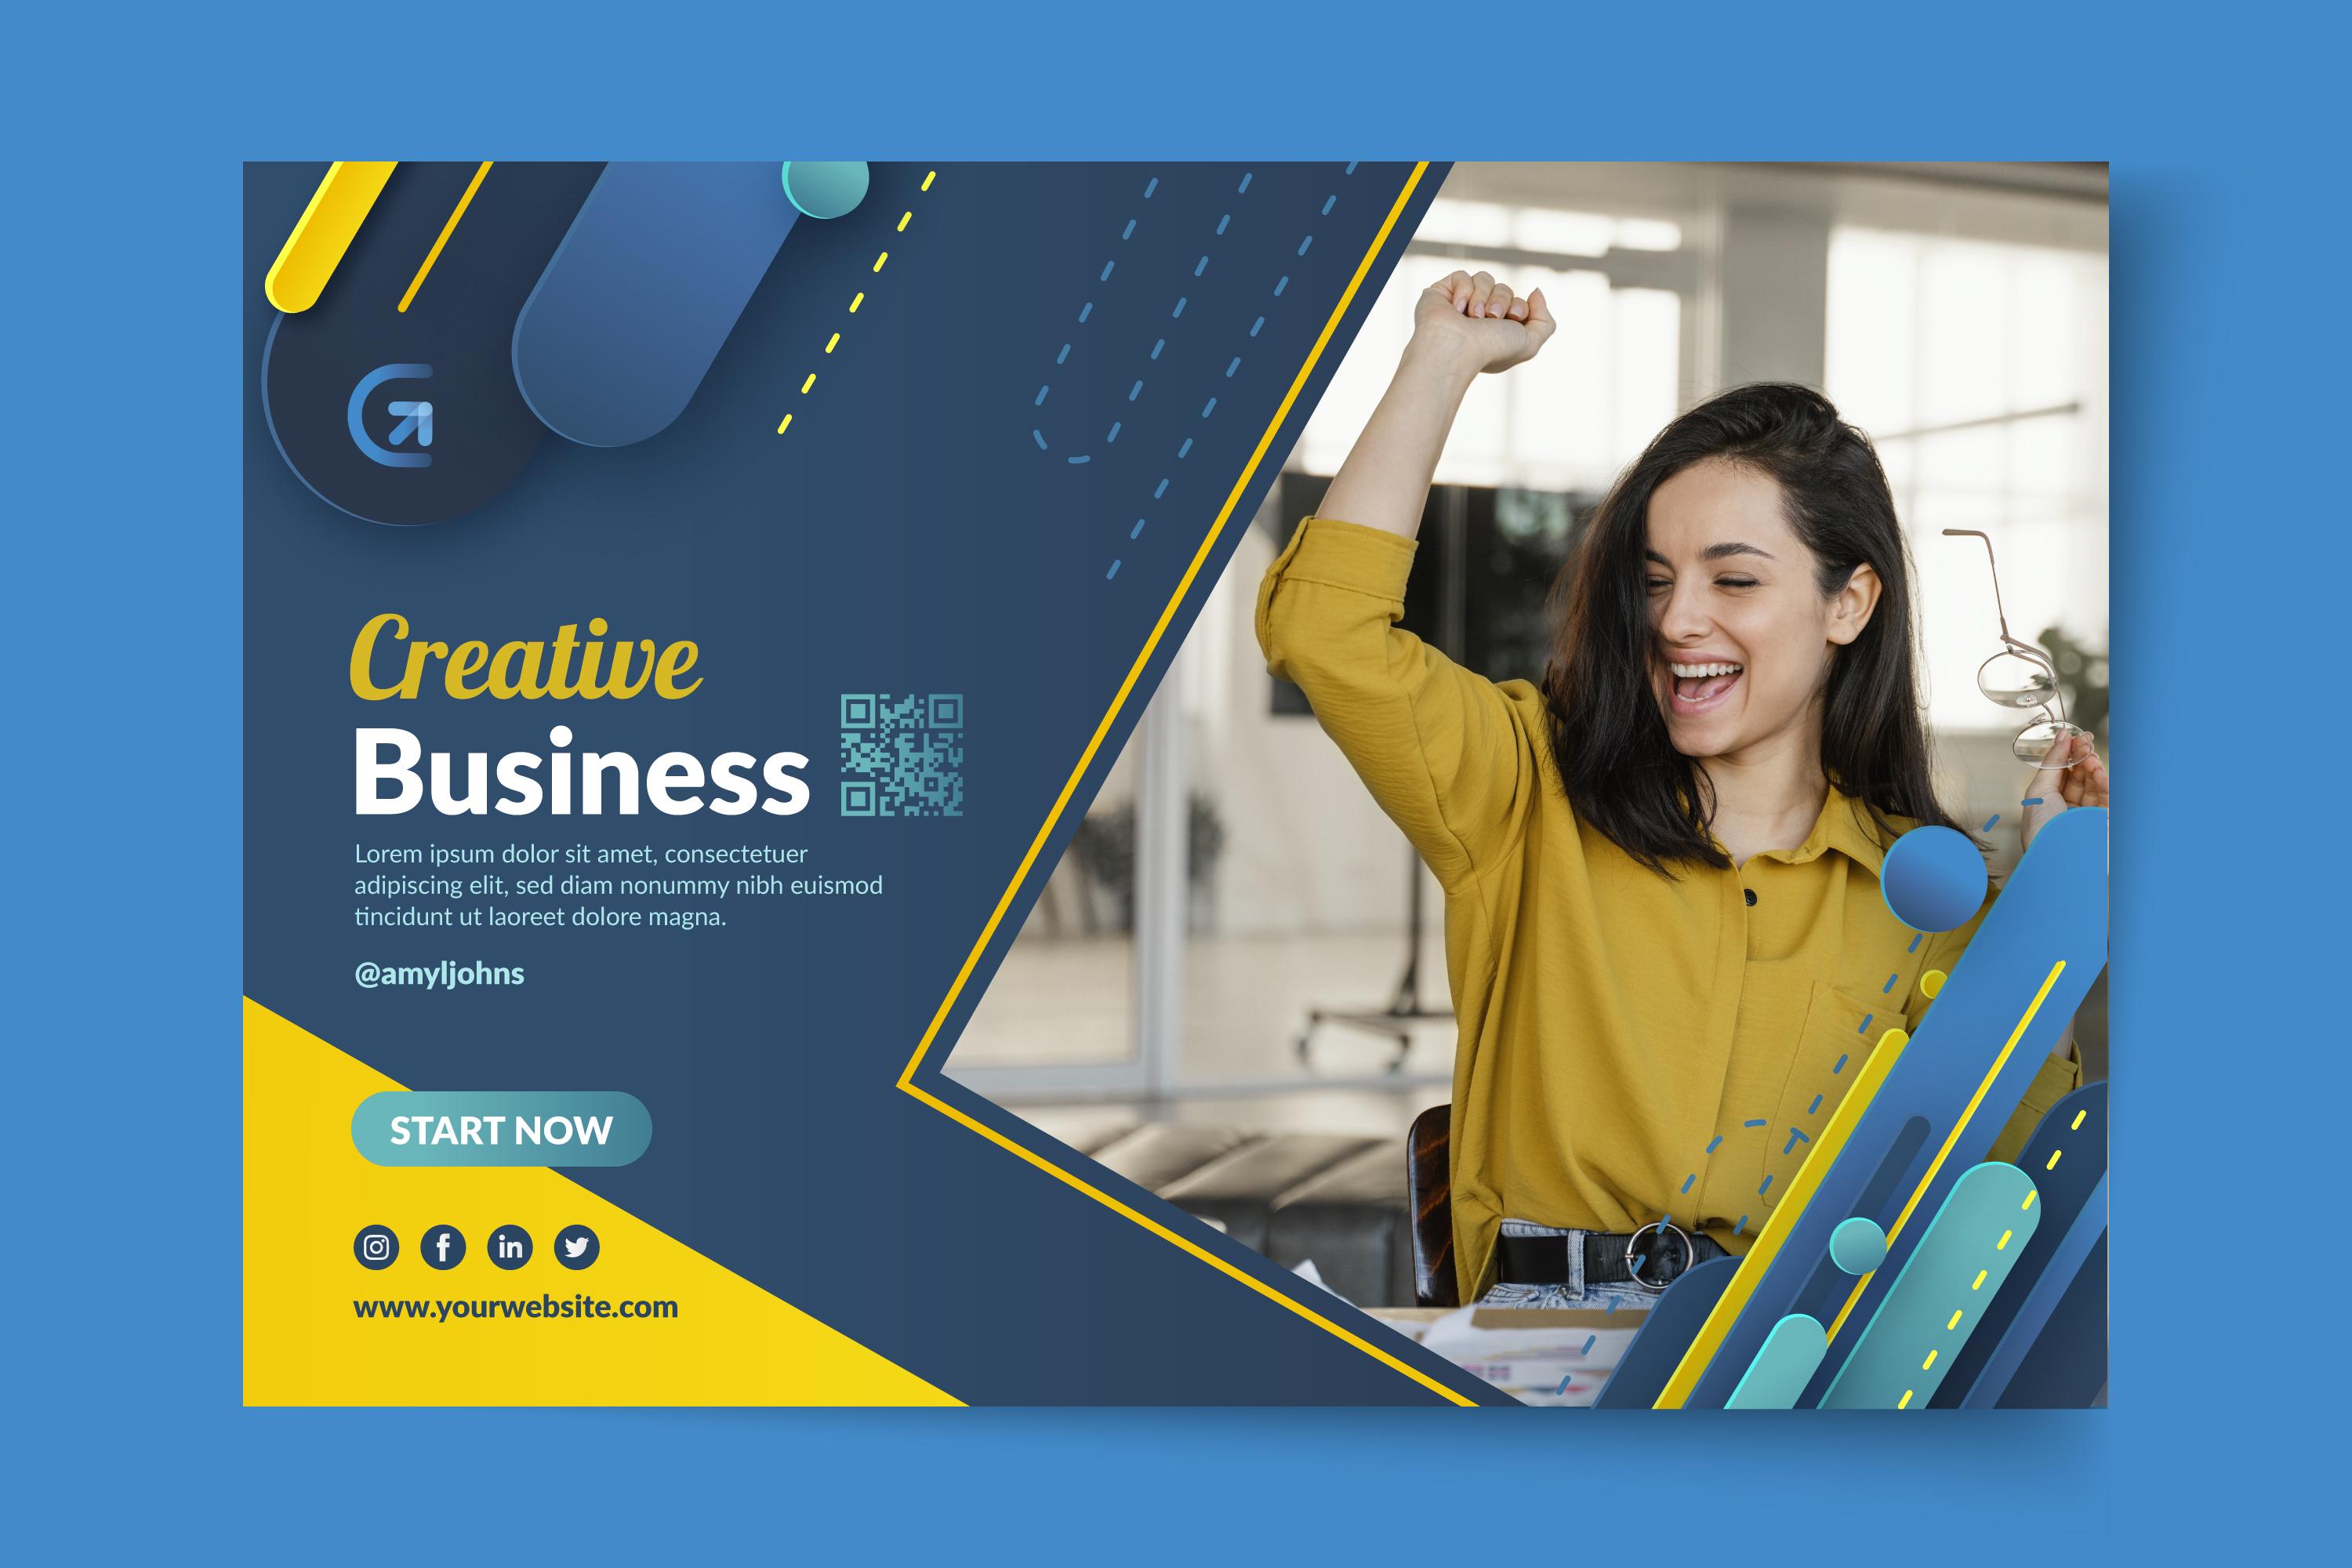 Creative
Business
Lorem ipsum dolor sit amet, consectetuer
adipiscing elit, sed diam nonummy nibh euismod
tincidunt ut laoreet dolore magna.
@amyljohns
START NOW
www.yourwebsite.com